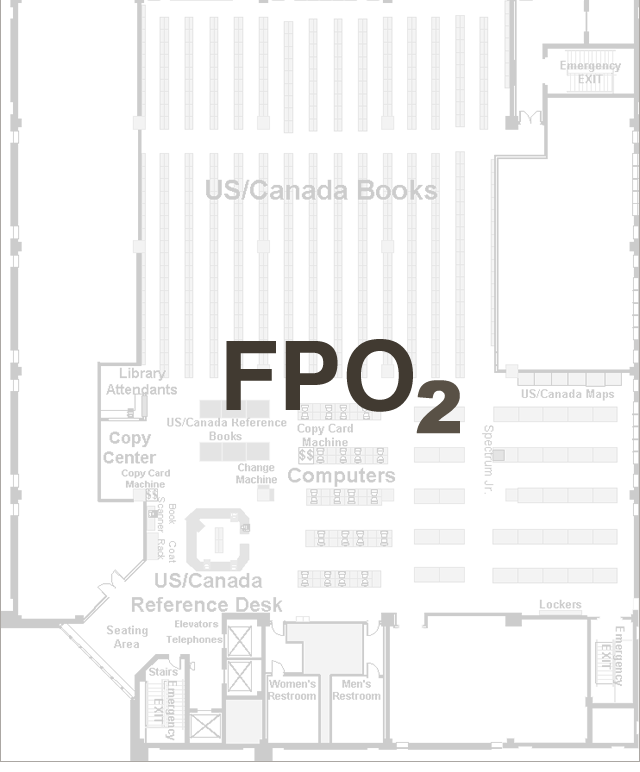 Emergency
EXIT
US/Canada Books
FPO2
Library
Attendants
US/Canada Maps
US/Canada Reference
Books
Copy Card
Machine
Spectrum Jr.
Copy
Center
$$
Change
Machine
Computers
Copy Card
Machine
$$
Book
Scanner
Coat
Rack
US/Canada
Reference Desk
Lockers
Elevators
Telephones
Seating
Area
Emergency
EXIT
Stairs
Emergency
EXIT
Women's
Restroom
Men's
Restroom